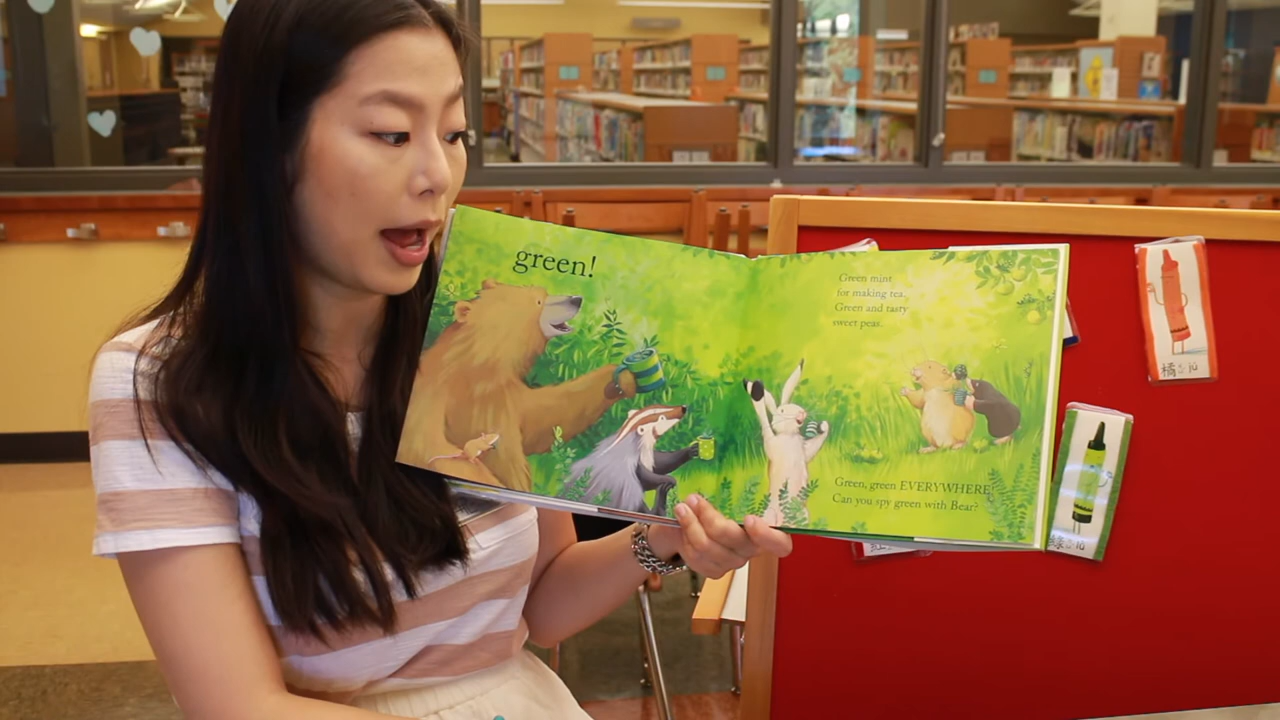 green!
Green mint
for making tea.
Green and tasty
sweet peas.
Green, green EVERYWHERE
Can you spy green with Bear?
橘